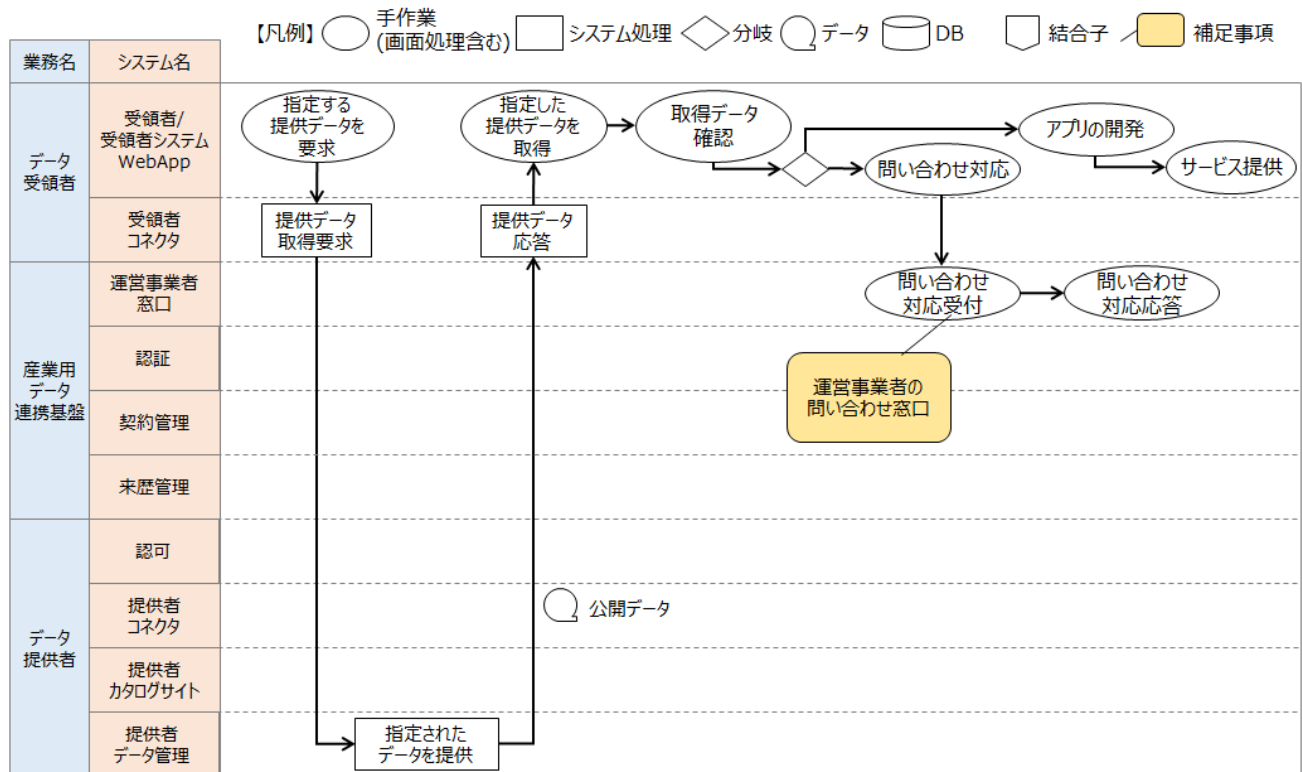 【凡例】
手作業
(画面処理含む)
システム処理
分岐
データ
DB
結合子
補足事項
業務名
システム名
データ
受領者
受領者/
受領者システム
WebApp
指定する
提供データを
要求
指定した
提供データを
取得
取得データ
確認
アプリの開発
問い合わせ対応
サービス提供
受領者
コネクタ
提供データ
取得要求
提供データ
応答
産業用
データ
連携基盤
運営事業者
窓口
問い合わせ
対応受付
問い合わせ
対応応答
認証
運営事業者の
問い合わせ窓口
契約管理
来歴管理
データ
提供者
認可
提供者
コネクタ
公開データ
提供者
カタログサイト
提供者
データ管理
指定された
データを提供